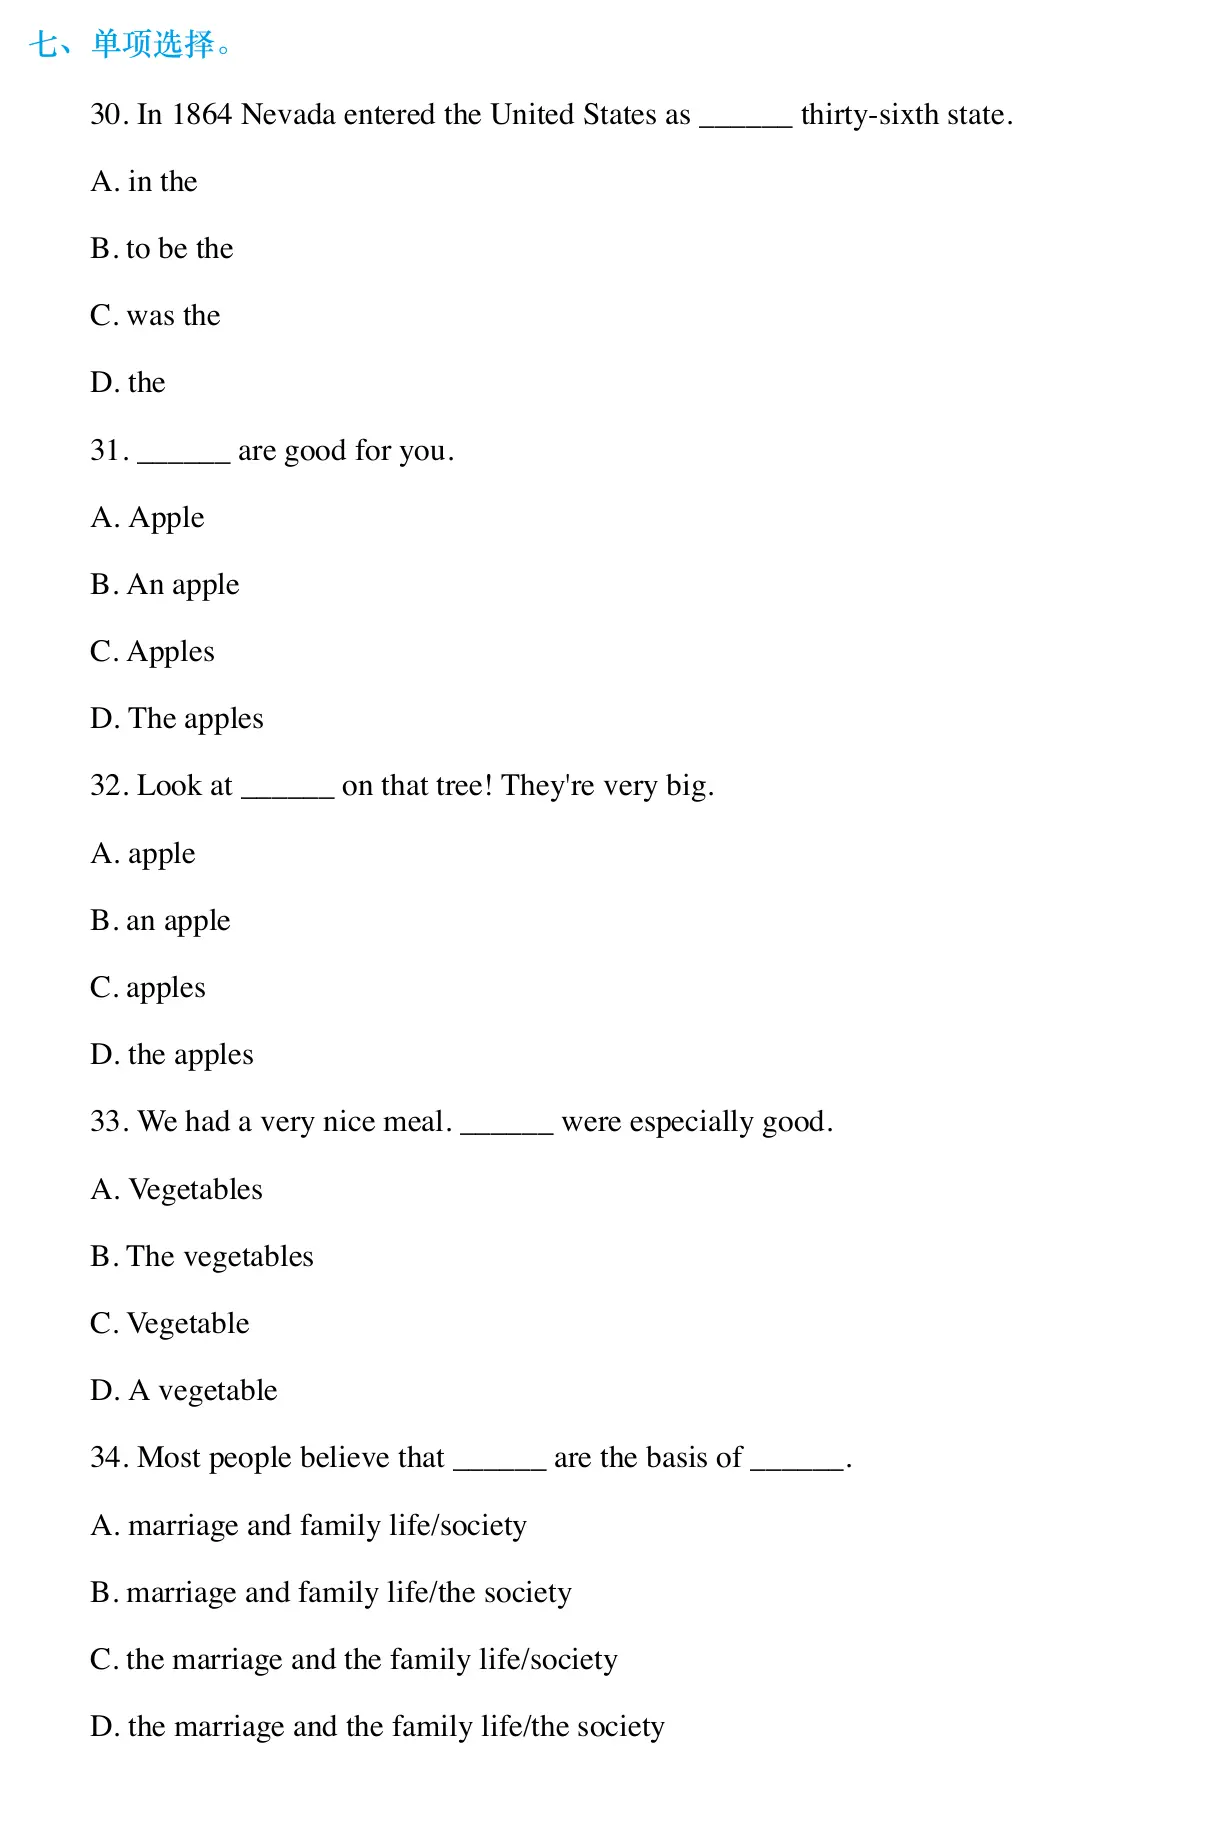 七、单项选择。
30. In 1864 Nevada entered the United States as ______ thirty-sixth state.
A. in the
B. to be the
C. was the
D. the
31. ______ are good for you.
A. Apple
B. An apple
C. Apples
D. The apples
32. Look at ______ on that tree! They're very big.
A. apple
B. an apple
C. apples
D. the apples
33. We had a very nice meal. ______ were especially good.
A. Vegetables
B. The vegetables
C. Vegetable
D. A vegetable
34. Most people believe that ______ are the basis of ______.
A. marriage and family life/society
B. marriage and family life/the society
C. the marriage and the family life/society
D. the marriage and the family life/the society